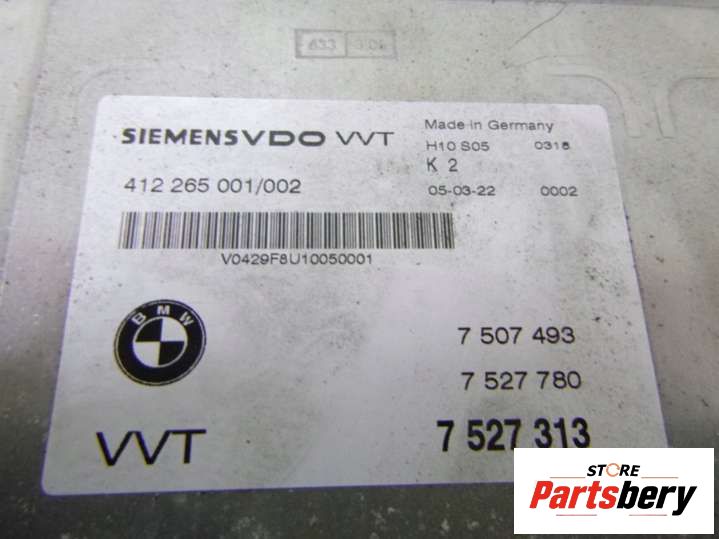 633
SIEMENSVDO VVT
Made in Germany
H10 S05 0318
K 2
412 265 001/002
05-03-22 0002
V0429F8U10050001
BMW
7 507 493
7 527 780
VVT
7 527 313
STORE
Partsbery